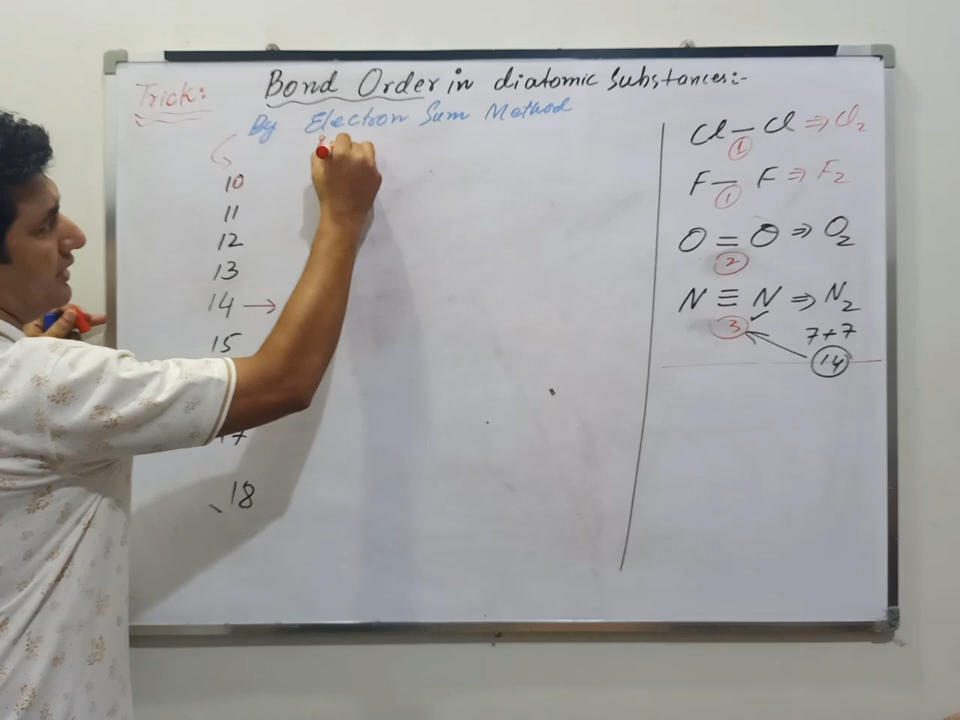 Trick: Bond Order in diatomic substances:-
By Electron Sum Method
10
11
12
13
14 →
15
17
18
Cl – Cl ⇒ Cl₂
1
F – F ⇒ F₂
1
O = O ⇒ O₂
2
N ≡ N ⇒ N₂
3 7+7
14